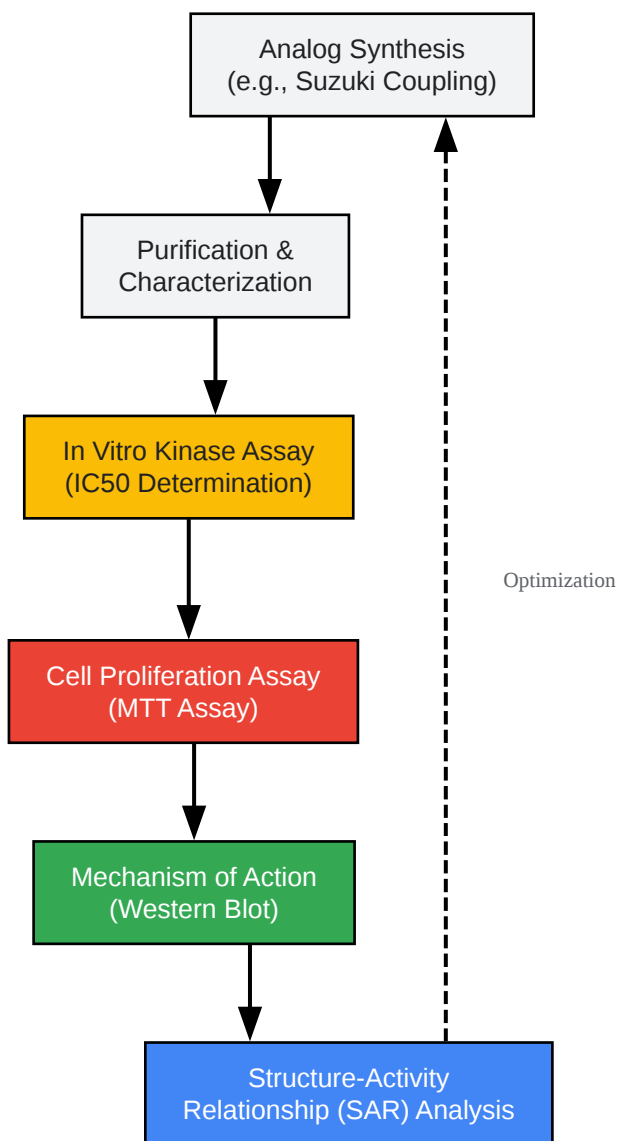 Analog Synthesis
(e.g., Suzuki Coupling)
Purification &
Characterization
In Vitro Kinase Assay
(IC50 Determination)
Optimization
Cell Proliferation Assay
(MTT Assay)
Mechanism of Action
(Western Blot)
Structure-Activity
Relationship (SAR) Analysis